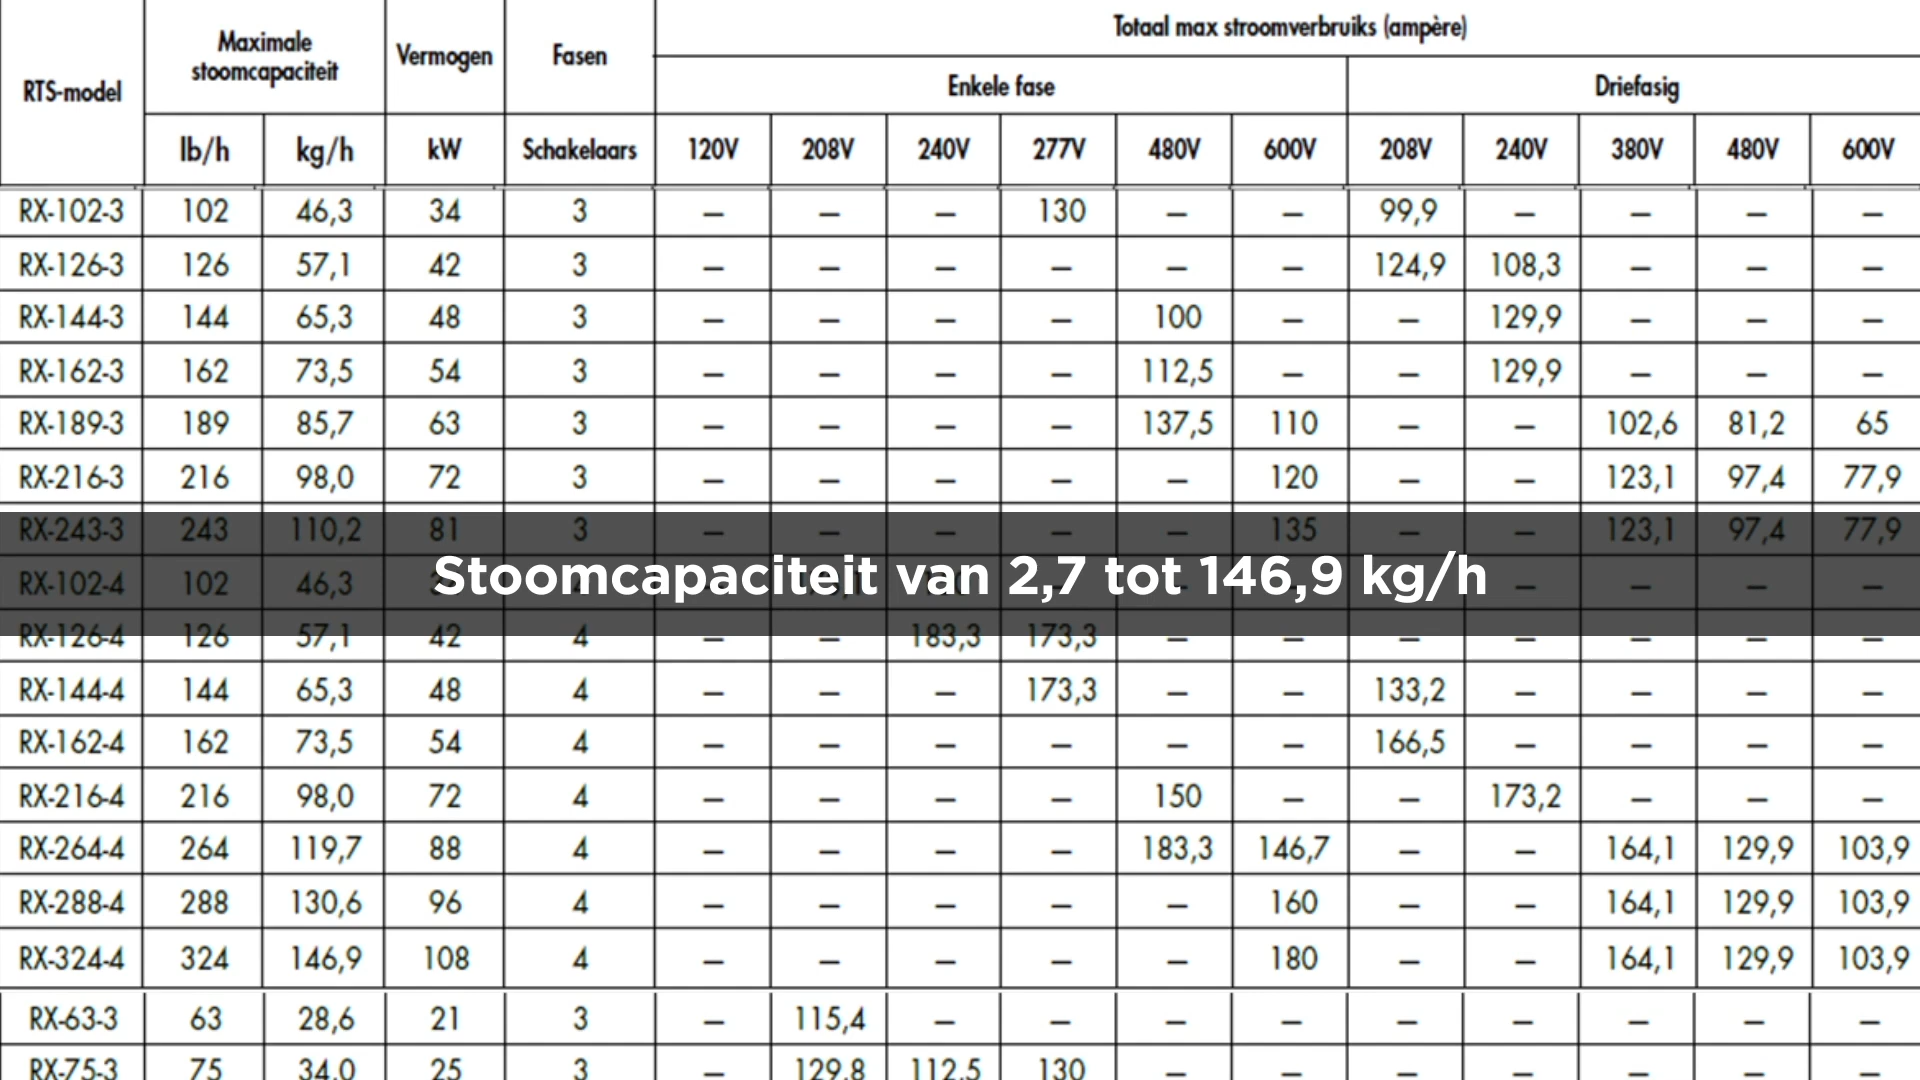 Totaal max stroomverbruiks (ampère)
Maximale stoomcapaciteit Vermogen Fasen
RTS-model Enkele fase Driefasig
lb/h kg/h kW Schakelaars 120V 208V 240V 277V 480V 600V 208V 240V 380V 480V 600V
RX-102-3 102 46,3 34 3 – – – 130 – – 99,9 – – – –
RX-126-3 126 57,1 42 3 – – – – – – 124,9 108,3 – – –
RX-144-3 144 65,3 48 3 – – – – 100 – – 129,9 – – –
RX-162-3 162 73,5 54 3 – – – – 112,5 – – 129,9 – – –
RX-189-3 189 85,7 63 3 – – – – 137,5 110 – – 102,6 81,2 65
RX-216-3 216 98,0 72 3 – – – – – 120 – – 123,1 97,4 77,9
RX-243-3 243 110,2 81 3 – – – – – 135 – – 123,1 97,4 77,9
Stoomcapaciteit van 2,7 tot 146,9 kg/h
RX-102-4 102 46,3 – – – – –
RX-126-4 126 57,1 42 4 – – 183,3 173,3 – – – – – – –
RX-144-4 144 65,3 48 4 – – – 173,3 – – 133,2 – – – –
RX-162-4 162 73,5 54 4 – – – – – – 166,5 – – – –
RX-216-4 216 98,0 72 4 – – – – 150 – – 173,2 – – –
RX-264-4 264 119,7 88 4 – – – – 183,3 146,7 – – 164,1 129,9 103,9
RX-288-4 288 130,6 96 4 – – – – – 160 – – 164,1 129,9 103,9
RX-324-4 324 146,9 108 4 – – – – – 180 – – 164,1 129,9 103,9
RX-63-3 63 28,6 21 3 – 115,4 – – – – – – – – –
RX-75-3 75 34,0 25 3 – 129,8 112,5 130 – – – – – – –